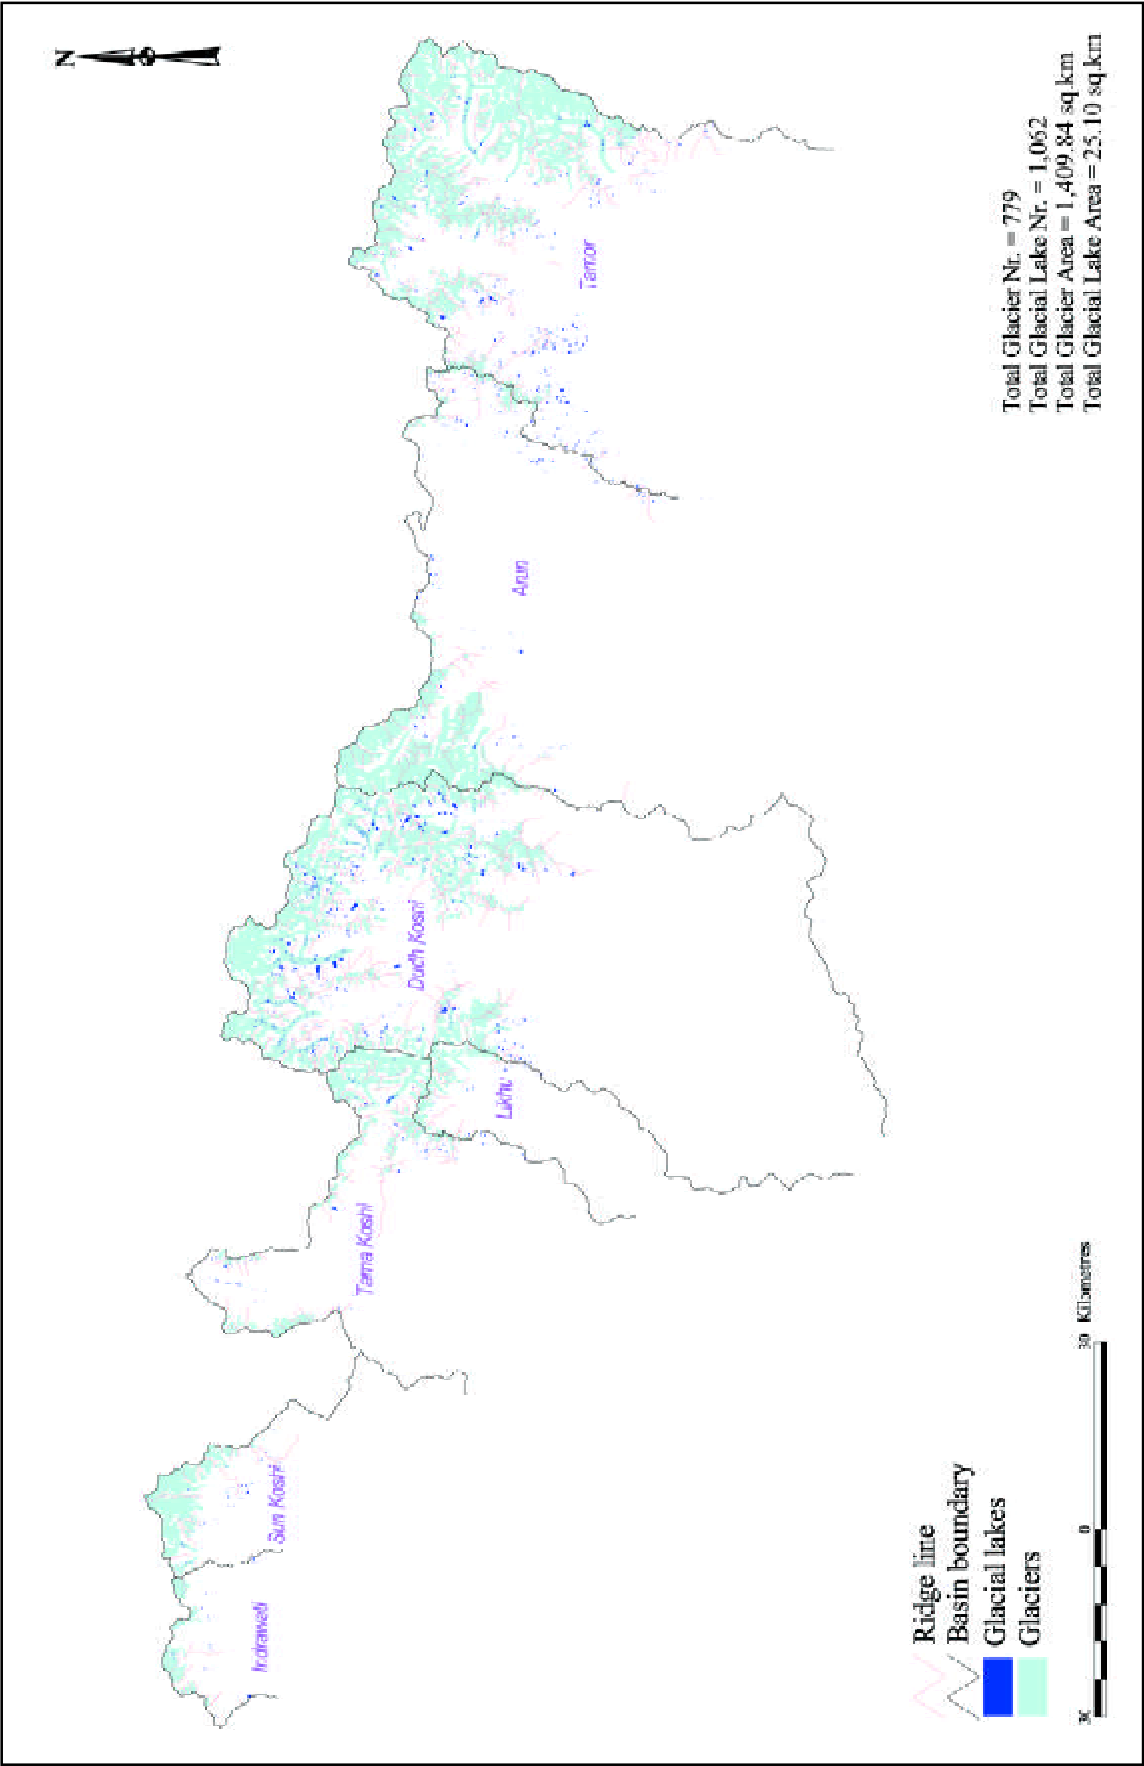 N
Indrawati
Sun Koshi
Tama Koshi
Likhu
Dudh Koshi
Arun
Tamor
Ridge line
Basin boundary
Glacial lakes
Glaciers
30 0 30 Kilometres
Total Glacier Nr. = 779
Total Glacial Lake Nr. = 1,062
Total Glacier Area = 1,409.84 sq.km
Total Glacial Lake Area = 25.10 sq.km